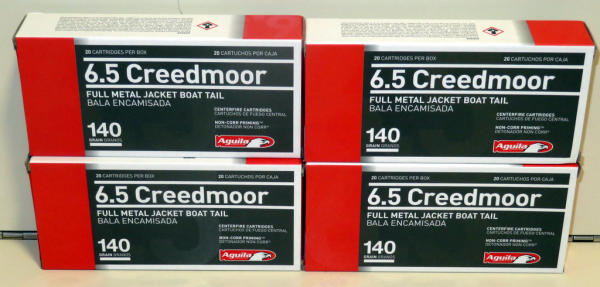 20 CARTRIDGES PER BOX 20 CARTUCHOS POR CAJA
6.5 Creedmoor
FULL METAL JACKET BOAT TAIL
BALA ENCAMISADA
CENTERFIRE CARTRIDGES
CARTUCHOS DE FUEGO CENTRAL
NON-CORR PRIMING™
DETONADOR NON CORR®
140
GRAIN GRANOS
Aguila
20 CARTRIDGES PER BOX 20 CARTUCHOS POR CAJA
6.5 Creedmoor
FULL METAL JACKET BOAT TAIL
BALA ENCAMISADA
CENTERFIRE CARTRIDGES
CARTUCHOS DE FUEGO CENTRAL
NON-CORR PRIMING™
DETONADOR NON CORR®
140
GRAIN GRANOS
Aguila
20 CARTRIDGES PER BOX 20 CARTUCHOS POR CAJA
6.5 Creedmoor
FULL METAL JACKET BOAT TAIL
BALA ENCAMISADA
CENTERFIRE CARTRIDGES
CARTUCHOS DE FUEGO CENTRAL
NON-CORR PRIMING™
DETONADOR NON CORR®
140
GRAIN GRANOS
Aguila
20 CARTRIDGES PER BOX 20 CARTUCHOS POR CAJA
6.5 Creedmoor
FULL METAL JACKET BOAT TAIL
BALA ENCAMISADA
CENTERFIRE CARTRIDGES
CARTUCHOS DE FUEGO CENTRAL
NON-CORR PRIMING™
DETONADOR NON CORR®
140
GRAIN GRANOS
Aguila